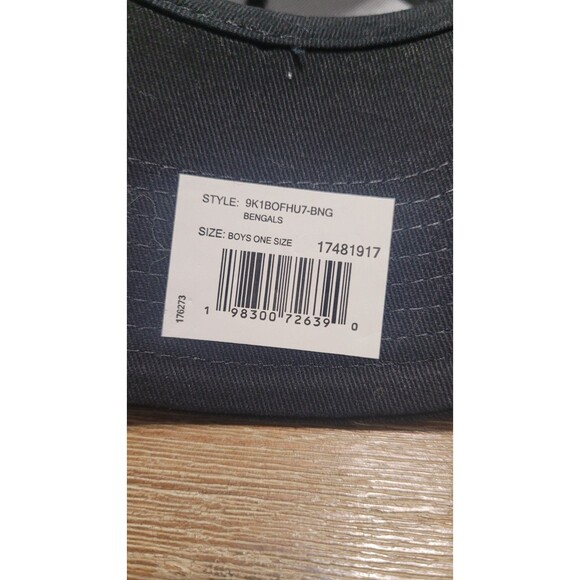 STYLE: 9K1BOFHU7-BNG
BENGALS
SIZE: BOYS ONE SIZE 17481917
176273
1 98300 72639 0